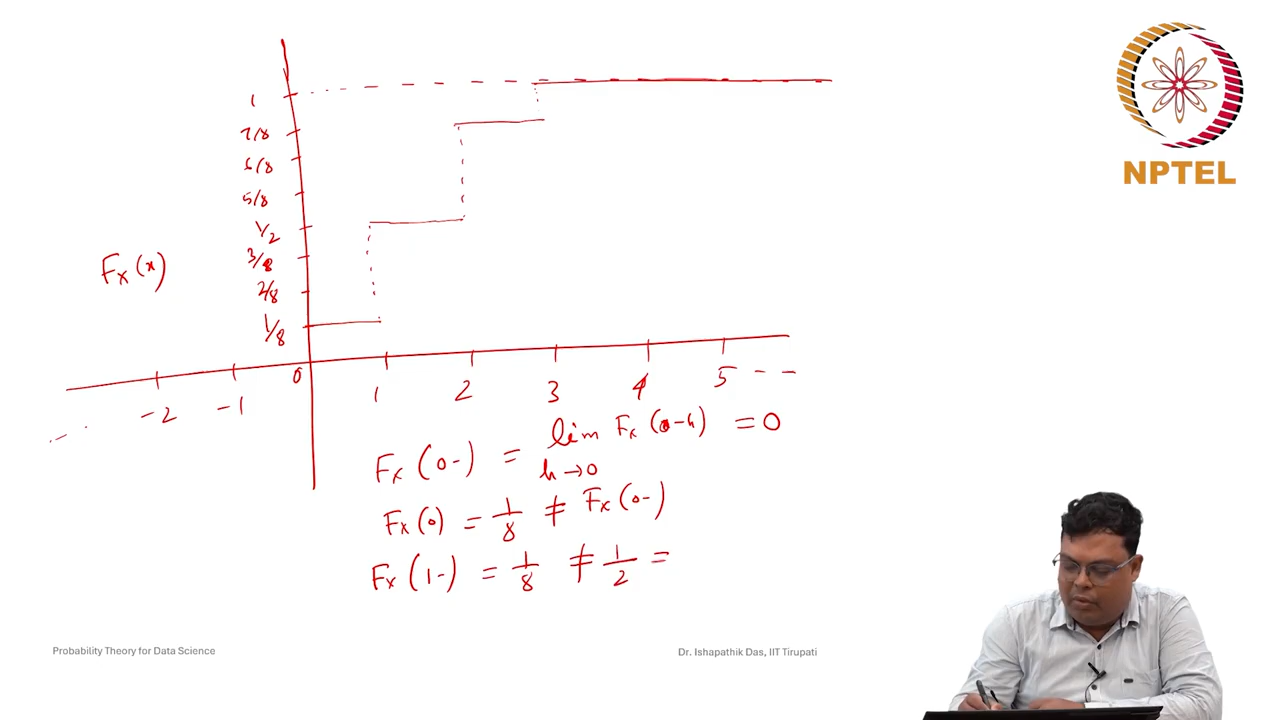 1
7/8
6/8
5/8
1/2
3/8
2/8
1/8
Fx(x)
-2 -1 0 1 2 3 4 5 - -
Fx(0-) = lim h→0 Fx(0-h) = 0
Fx(0) = 1/8 ≠ Fx(0-)
Fx(1-) = 1/8 ≠ 1/2 =
NPTEL
Probability Theory for Data Science
Dr. Ishapathik Das, IIT Tirupati